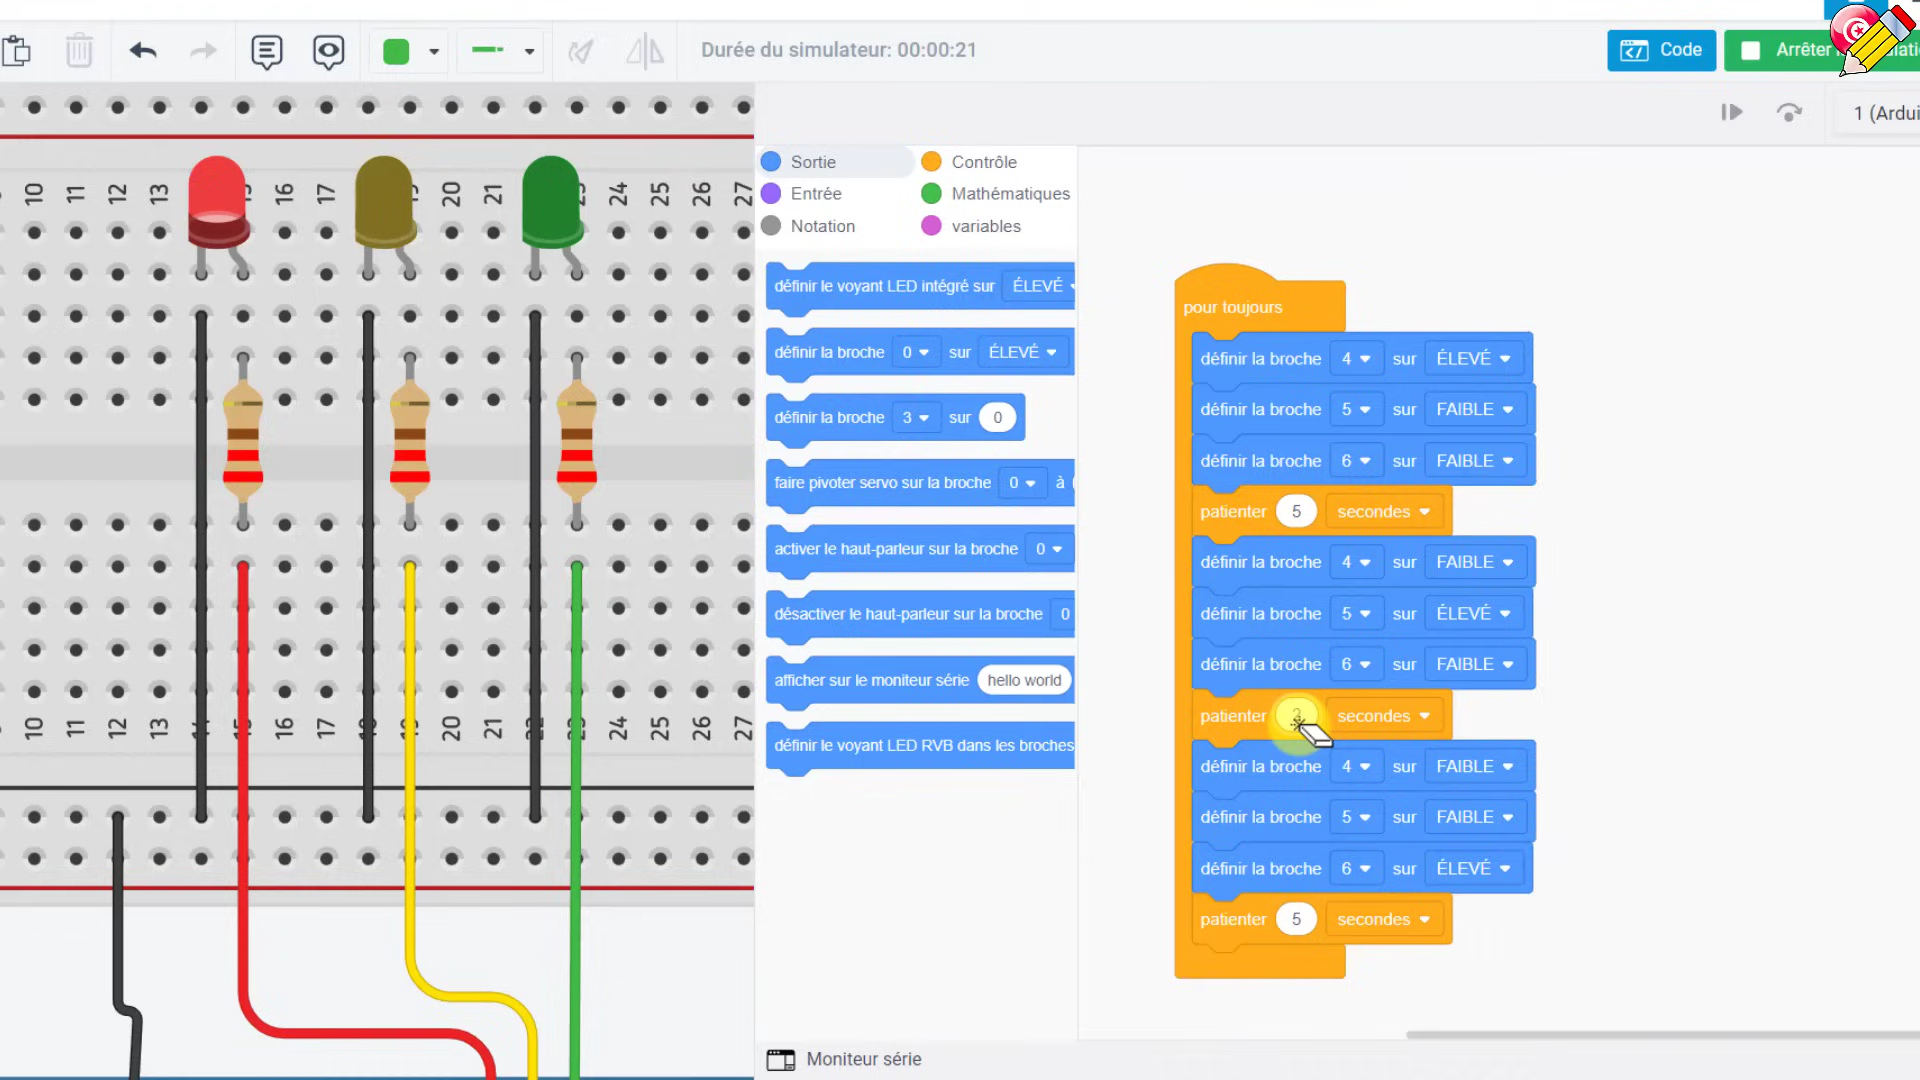 Durée du simulateur: 00:00:21
Code
Arrêter
1 (Ardui
10 11 12 13 15 16 17 20 21 24 25 26 27
Sortie
Contrôle
Entrée
Mathématiques
Notation
variables
définir le voyant LED intégré sur ÉLEVÉ
définir la broche 0 sur ÉLEVÉ
définir la broche 3 sur 0
faire pivoter servo sur la broche 0 à (
activer le haut-parleur sur la broche 0
désactiver le haut-parleur sur la broche 0
afficher sur le moniteur série hello world
définir le voyant LED RVB dans les broches
pour toujours
définir la broche 4 sur ÉLEVÉ
définir la broche 5 sur FAIBLE
définir la broche 6 sur FAIBLE
patienter 5 secondes
définir la broche 4 sur FAIBLE
définir la broche 5 sur ÉLEVÉ
définir la broche 6 sur FAIBLE
patienter secondes
définir la broche 4 sur FAIBLE
définir la broche 5 sur FAIBLE
définir la broche 6 sur ÉLEVÉ
patienter 5 secondes
10 11 12 13 14 15 16 17 20 21 22 23 24 25 26 27
Moniteur série